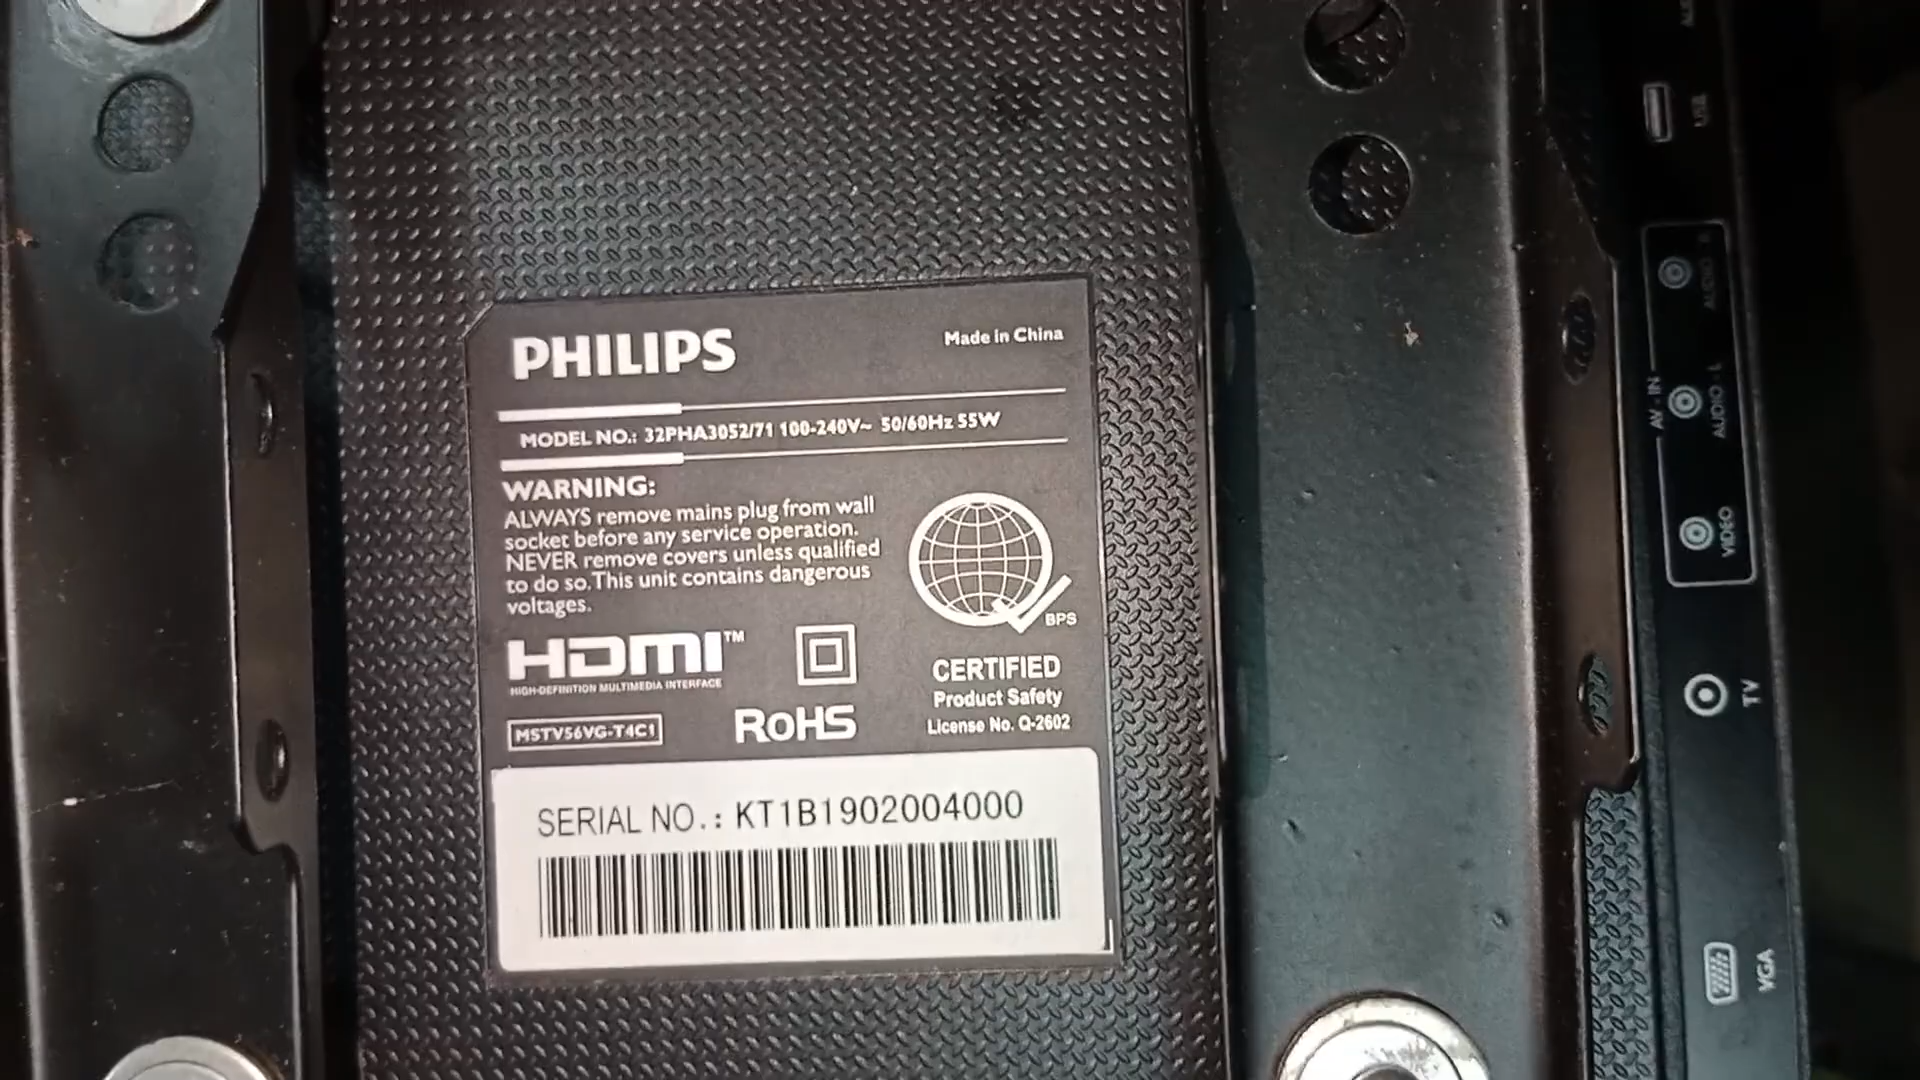 PHILIPS
Made in China
MODEL NO.: 32PHA3052/71 100-240V~ 50/60Hz 55W
WARNING:
ALWAYS remove mains plug from wall
socket before any service operation.
NEVER remove covers unless qualified
to do so. This unit contains dangerous
voltages.
BPS
HDMI™
HIGH-DEFINITION MULTIMEDIA INTERFACE
CERTIFIED
Product Safety
License No. Q-2602
MSTV56VG-T4C1
RoHS
SERIAL NO.: KT1B1902004000
USB
AUDIO R
AV-IN
AUDIO-L
VIDEO
TV
VGA